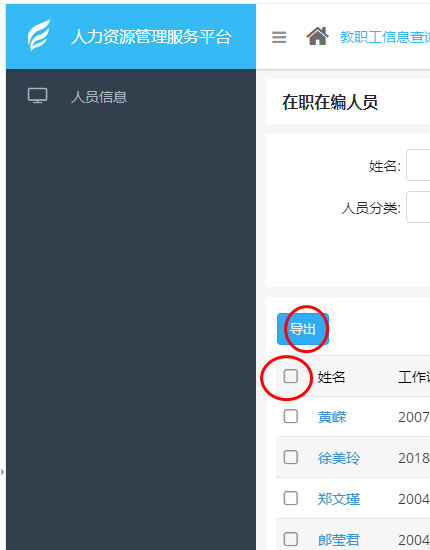 人力资源管理服务平台
教职工信息查询
人员信息
在职在编人员
姓名:
人员分类:
导出
姓名 工作
黄嵘 2007
徐美玲 2018
郑文瑾 2004
郎莹君 2004